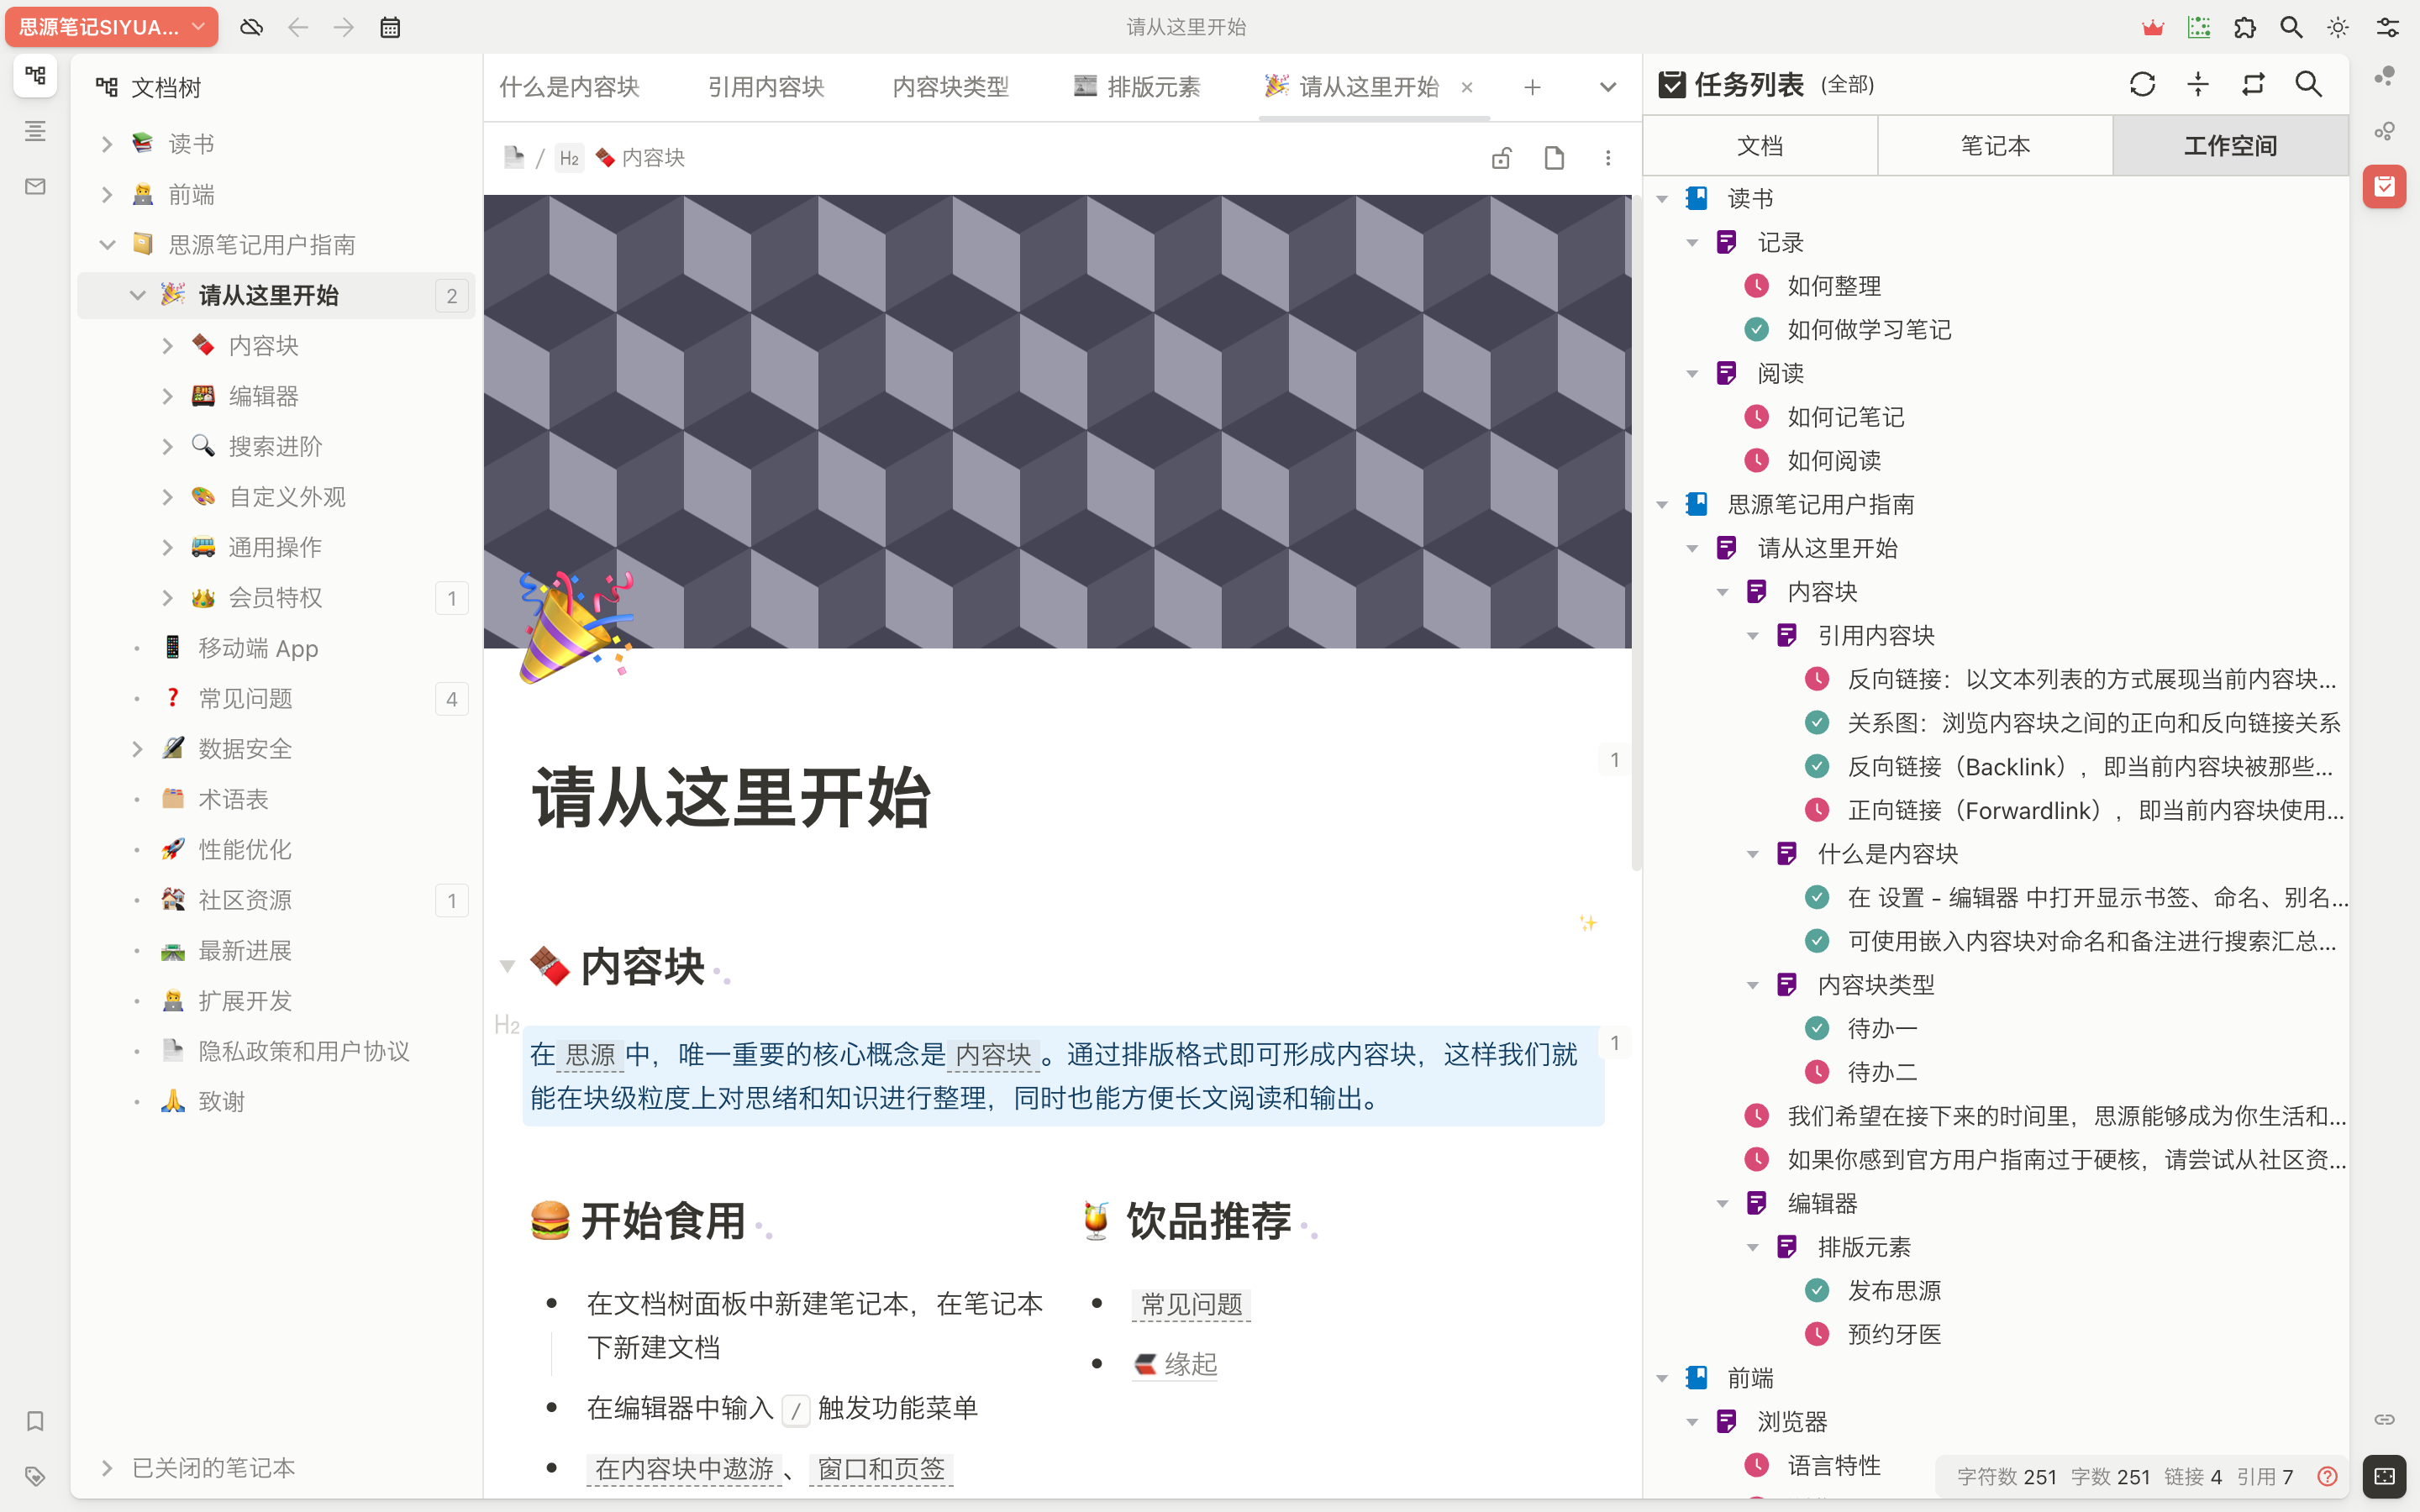 思源笔记SIYUA...
请从这里开始
文档树
读书
前端
思源笔记用户指南
请从这里开始 2
内容块
编辑器
搜索进阶
自定义外观
通用操作
会员特权 1
移动端 App
常见问题 4
数据安全
术语表
性能优化
社区资源 1
最新进展
扩展开发
隐私政策和用户协议
致谢
已关闭的笔记本
什么是内容块 引用内容块 内容块类型 排版元素 请从这里开始
/ H2 内容块
请从这里开始
1
内容块
H2
在 思源 中，唯一重要的核心概念是 内容块 。通过排版格式即可形成内容块，这样我们就
能在块级粒度上对思绪和知识进行整理，同时也能方便长文阅读和输出。
1
开始食用
在文档树面板中新建笔记本，在笔记本
下新建文档
在编辑器中输入 / 触发功能菜单
在内容块中遨游 、 窗口和页签
饮品推荐
常见问题
缘起
任务列表 (全部)
文档 笔记本 工作空间
读书
记录
如何整理
如何做学习笔记
阅读
如何记笔记
如何阅读
思源笔记用户指南
请从这里开始
内容块
引用内容块
反向链接：以文本列表的方式展现当前内容块...
关系图：浏览内容块之间的正向和反向链接关系
反向链接（Backlink），即当前内容块被那些...
正向链接（Forwardlink），即当前内容块使用...
什么是内容块
在 设置 - 编辑器 中打开显示书签、命名、别名...
可使用嵌入内容块对命名和备注进行搜索汇总...
内容块类型
待办一
待办二
我们希望在接下来的时间里，思源能够成为你生活和...
如果你感到官方用户指南过于硬核，请尝试从社区资...
编辑器
排版元素
发布思源
预约牙医
前端
浏览器
语言特性
字符数 251 字数 251 链接 4 引用 7